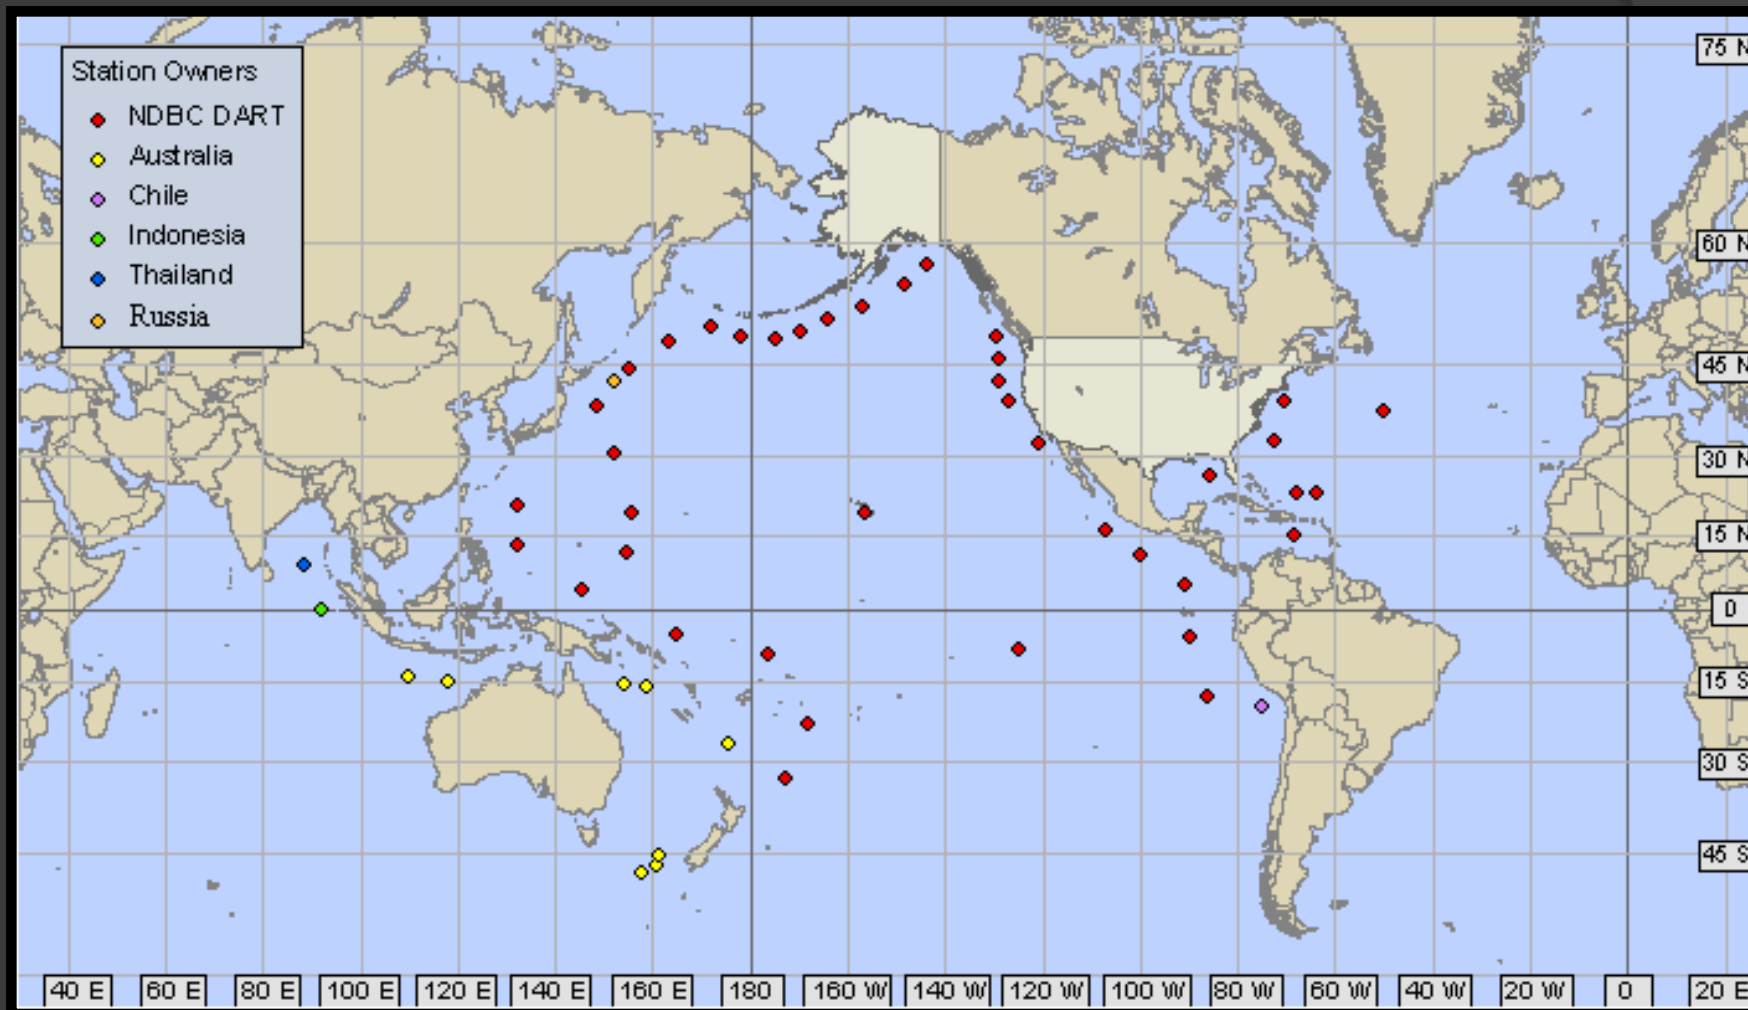 Station Owners
NDBC DART
Australia
Chile
Indonesia
Thailand
Russia
75 N
60 N
45 N
30 N
15 N
0
15 S
30 S
45 S
40 E 60 E 80 E 100 E 120 E 140 E 160 E 180 160 W 140 W 120 W 100 W 80 W 60 W 40 W 20 W 0 20 E